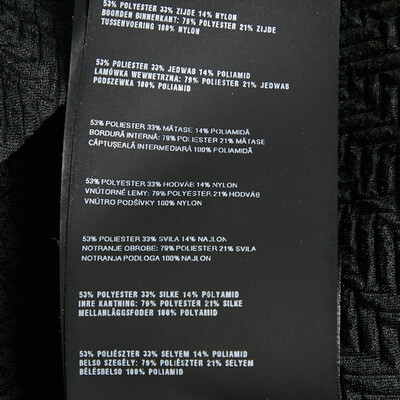 53% POLYESTER 33% ZIJDE 14% NYLON
BOORDEN BINNENKANT: 79% POLYESTER 21% ZIJDE
TUSSENVOERING 100% NYLON
53% POLIESTER 33% JEDWAB 14% POLIAMID
LAMÓWKA WEWNETRZNA: 79% POLIESTER 21% JEDWAB
PODSZEWKA 100% POLIAMID
53% POLIESTER 33% MĂTASE 14% POLIAMIDĂ
BORDURĂ INTERNĂ: 79% POLIESTER 21% MĂTASE
CĂPTUŞEALĂ INTERMEDIARĂ 100% POLIAMIDĂ
53% POLYESTER 33% HODVÁB 14% NYLON
VNÚTORNÉ LEMY: 79% POLYESTER 21% HODVÁB
VNÚTRO PODŠÍVKY 100% NYLON
53% POLIESTER 33% SVILA 14% NAJLON
NOTRANJE OBROBE: 79% POLIESTER 21% SVILA
NOTRANJA PODLOGA 100% NAJLON
53% POLYESTER 33% SILKE 14% POLYAMID
INRE KANTNING: 79% POLYESTER 21% SILKE
MELLANLÄGGSFODER 100% POLYAMID
53% POLIÉSZTER 33% SELYEM 14% POLIAMID
BELSO SZEGÉLY: 79% POLIÉSZTER 21% SELYEM
BÉLÉSBELSO 100% POLIAMID